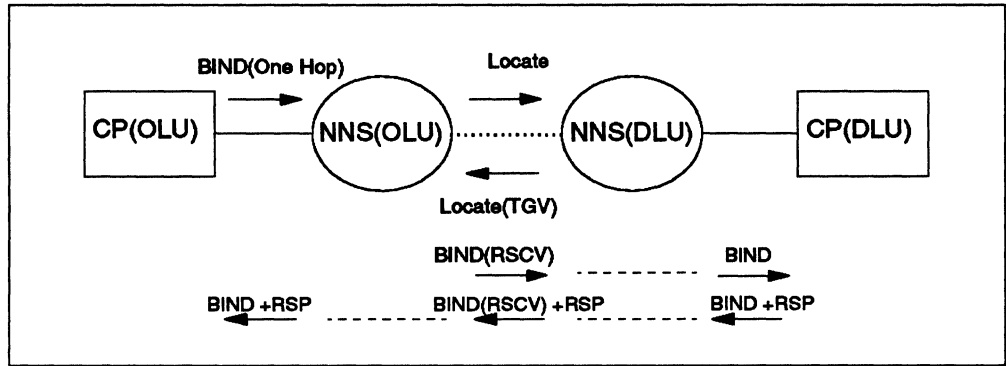 BIND(One Hop)
Locate
CP(OLU)
NNS(OLU)
NNS(DLU)
CP(DLU)
Locate(TGV)
BIND(RSCV)
BIND
BIND +RSP
BIND(RSCV) +RSP
BIND +RSP